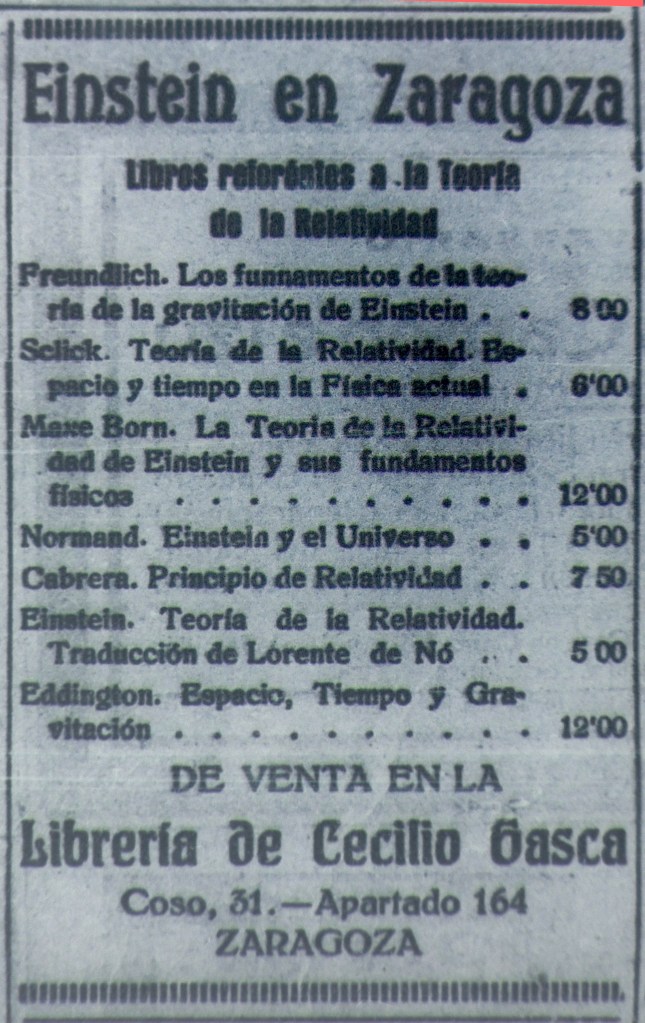 Einstein en Zaragoza
Libros referentes a la Teoría
de la Relatividad
Freundlich. Los funnamentos de la teo-
ría de la gravitación de Einstein . . 8 00
Sclick. Teoría de la Relatividad. Es-
pacio y tiempo en la Física actual . 6'00
Maxe Born. La Teoria de la Relativi-
dad de Einstein y sus fundamentos
físicos . . . . . . . . . . . 12'00
Normand. Einstein y el Universo . . 5'00
Cabrera. Principio de Relatividad . . 7 50
Einstein. Teoría de la Relatividad.
Traducción de Lorente de Nó . . 5 00
Eddington. Espacio, Tiempo y Gra-
vitación . . . . . . . . . . . 12'00
DE VENTA EN LA
Librería de Cecilio Gasca
Coso, 31.—Apartado 164
ZARAGOZA